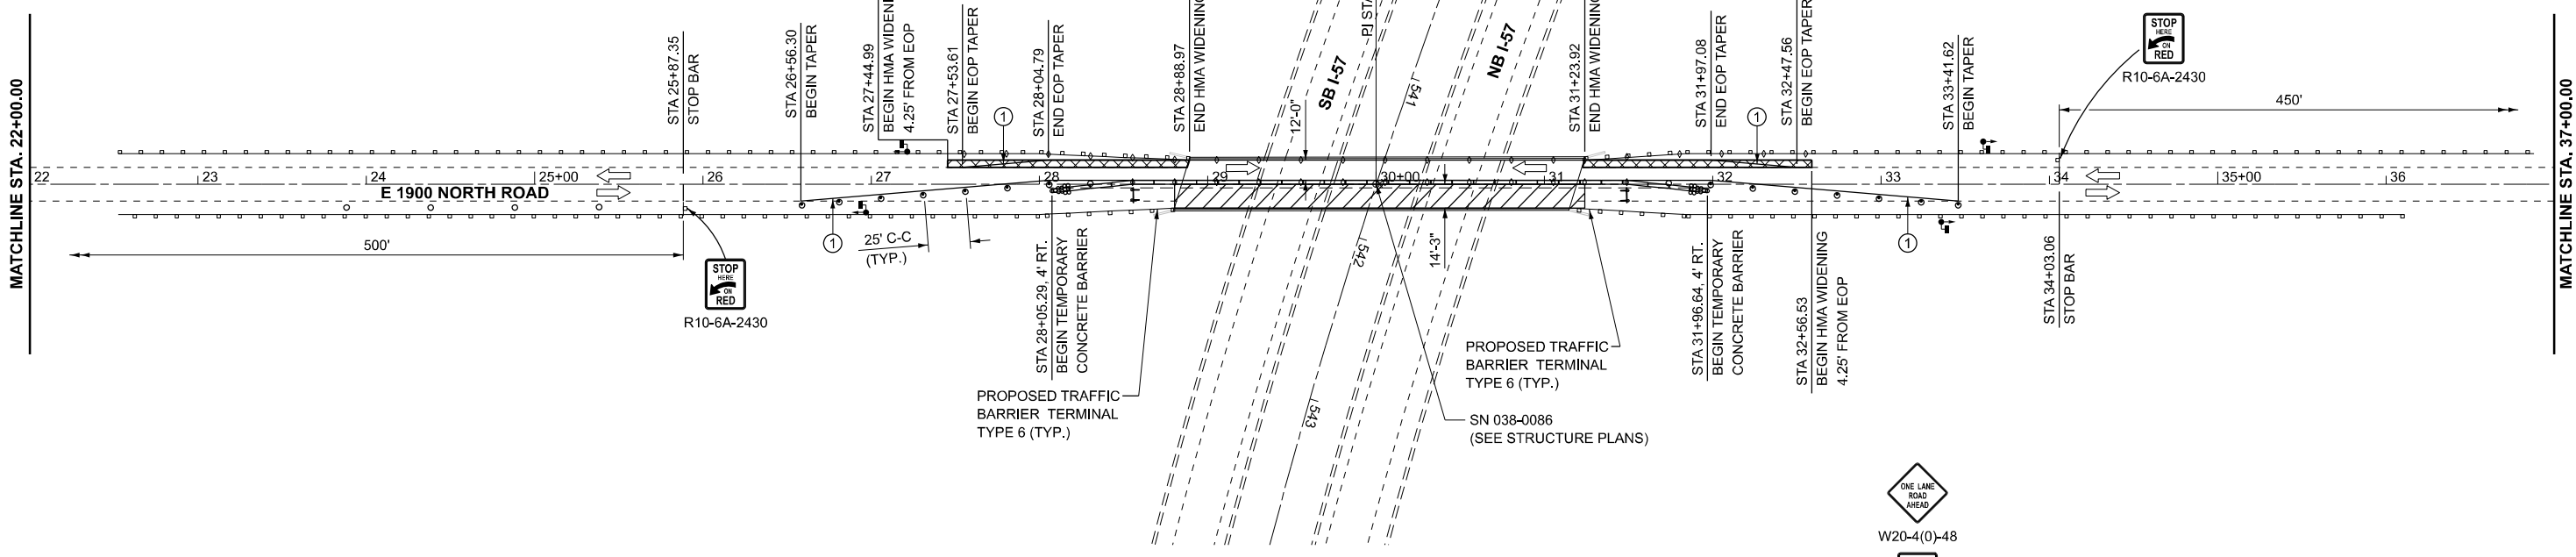 MATCHLINE STA. 22+00.00
STA 25+87.35
STOP BAR
STA 26+56.30
BEGIN TAPER
STA 27+44.99
BEGIN HMA
4.25' FROM EOP
STA 27+53.61
BEGIN EOP TAPER
STA 28+04.79
END EOP TAPER
STA 28+88.97
END HMA WIDENING
SB I-57
NB I-57
541
542
543
12'-0"
14'-3"
STA 31+23.92
END HMA WIDENING
STA 31+97.08
END EOP TAPER
STA 32+47.56
BEGIN EOP TAPER
STA 33+41.62
BEGIN TAPER
STOP
HERE
ON
RED
R10-6A-2430
450'
MATCHLINE STA. 37+00.00
1
1
22
23
24
25+00
26
27
28
29
30+00
31
32
33
34
35+00
36
E 1900 NORTH ROAD
500'
1
25' C-C
(TYP.)
1
STOP
HERE
ON
RED
R10-6A-2430
STA 28+05.29, 4' RT.
BEGIN TEMPORARY
CONCRETE BARRIER
PROPOSED TRAFFIC
BARRIER TERMINAL
TYPE 6 (TYP.)
PROPOSED TRAFFIC
BARRIER TERMINAL
TYPE 6 (TYP.)
SN 038-0086
(SEE STRUCTURE PLANS)
STA 31+96.64, 4' RT.
BEGIN TEMPORARY
CONCRETE BARRIER
STA 32+56.53
BEGIN HMA WIDENING
4.25' FROM EOP
STA 34+03.06
STOP BAR
ONE LANE
ROAD
AHEAD
W20-4(0)-48